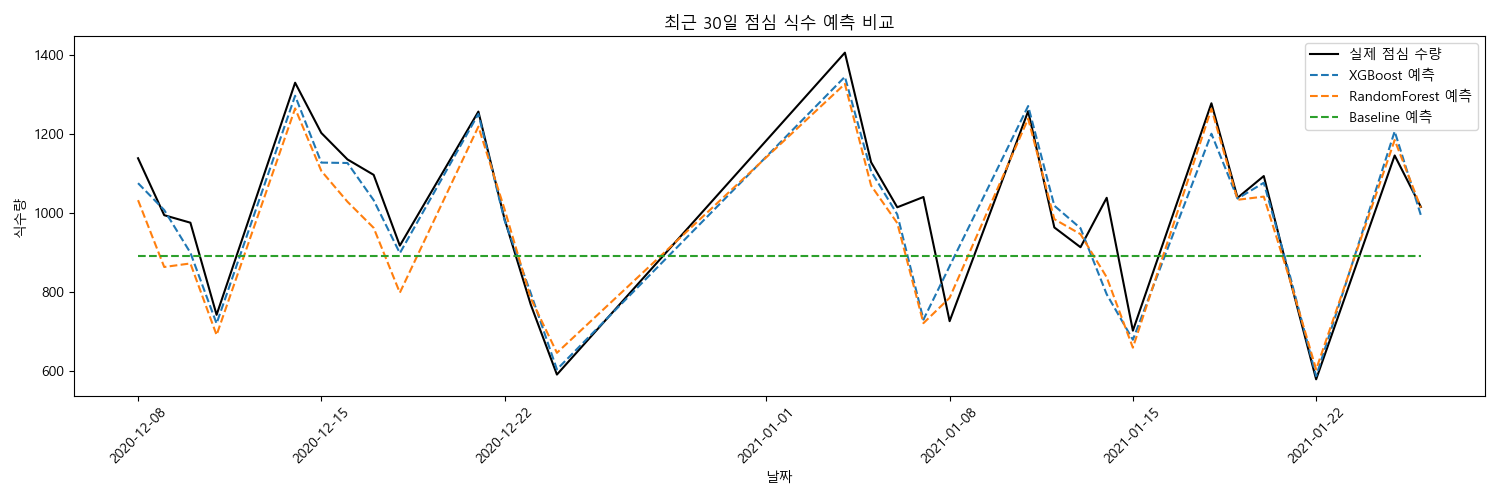 최근 30일 점심 식수 예측 비교
실제 점심 수량
XGBoost 예측
RandomForest 예측
Baseline 예측
식수량
1400
1200
1000
800
600
2020-12-08
2020-12-15
2020-12-22
2021-01-01
2021-01-08
2021-01-15
2021-01-22
날짜